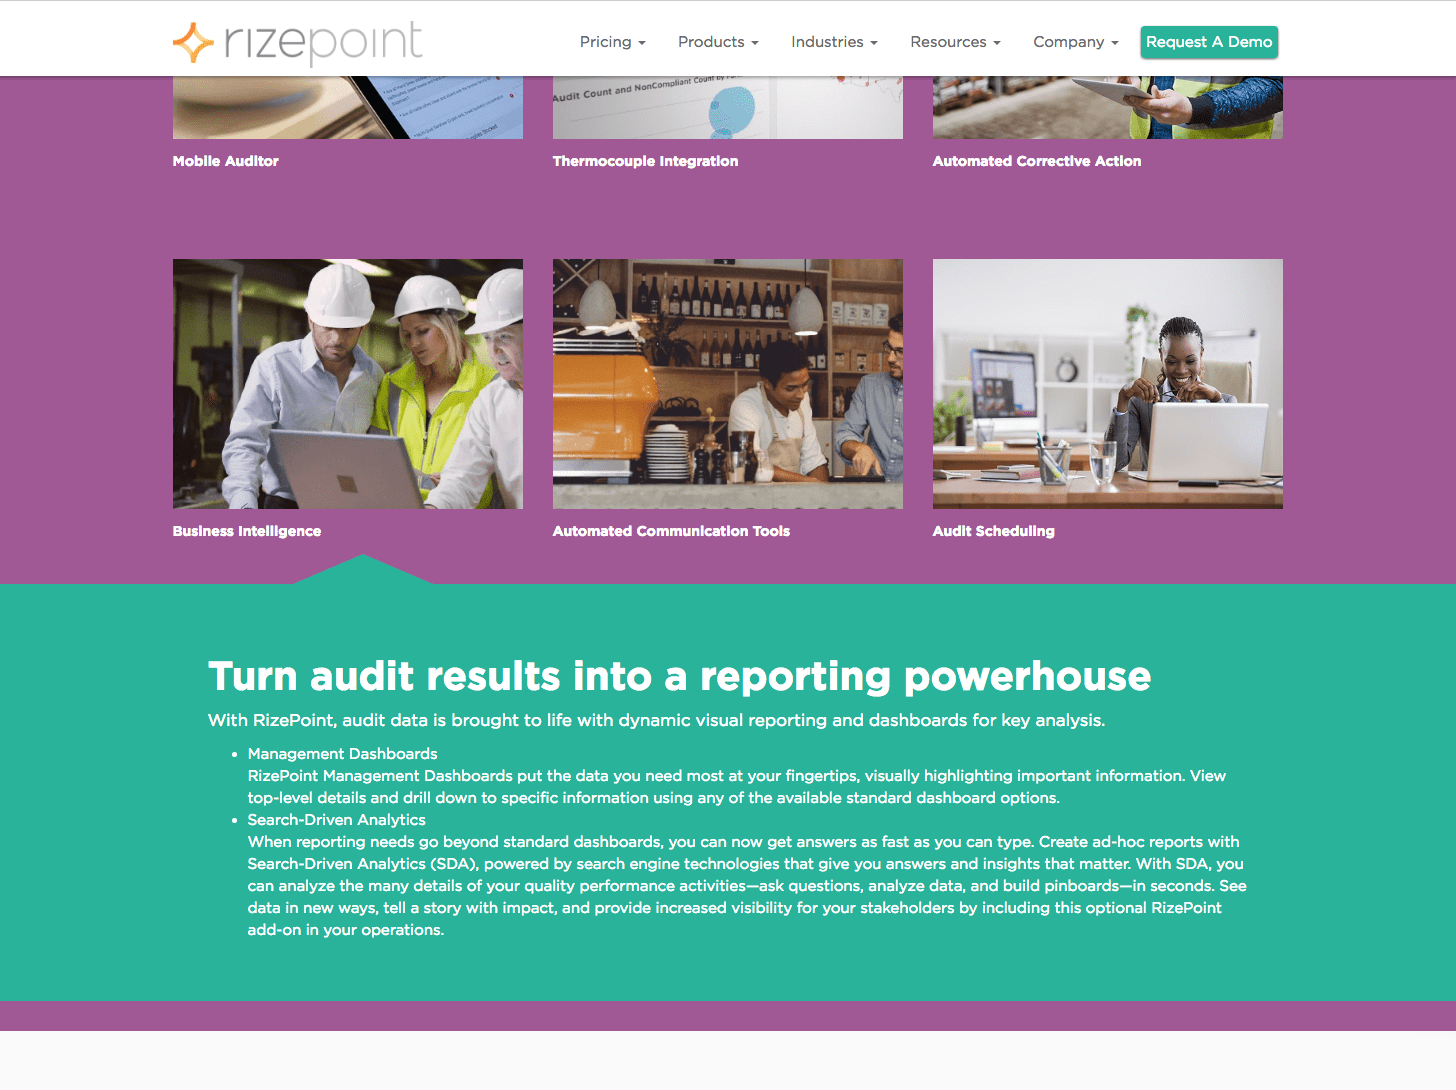 rizepoint
Pricing
Products
Industries
Resources
Company
Request A Demo
Audit Count and NonCompliant Count by
Mobile Auditor
Thermocouple Integration
Automated Corrective Action
Business Intelligence
Automated Communication Tools
Audit Scheduling
Turn audit results into a reporting powerhouse
With RizePoint, audit data is brought to life with dynamic visual reporting and dashboards for key analysis.
• Management Dashboards
RizePoint Management Dashboards put the data you need most at your fingertips, visually highlighting important information. View
top-level details and drill down to specific information using any of the available standard dashboard options.
• Search-Driven Analytics
When reporting needs go beyond standard dashboards, you can now get answers as fast as you can type. Create ad-hoc reports with
Search-Driven Analytics (SDA), powered by search engine technologies that give you answers and insights that matter. With SDA, you
can analyze the many details of your quality performance activities—ask questions, analyze data, and build pinboards—in seconds. See
data in new ways, tell a story with impact, and provide increased visibility for your stakeholders by including this optional RizePoint
add-on in your operations.